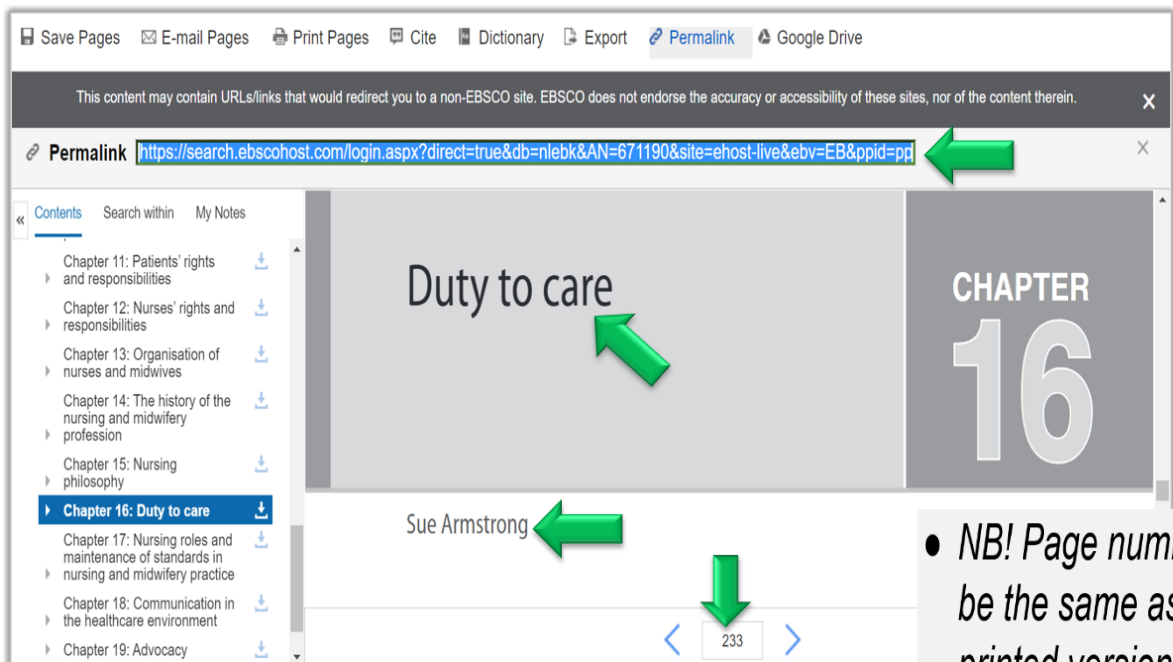 Save Pages E-mail Pages Print Pages Cite Dictionary Export Permalink Google Drive
This content may contain URLs/links that would redirect you to a non-EBSCO site. EBSCO does not endorse the accuracy or accessibility of these sites, nor of the content therein. X
Permalink https://search.ebscohost.com/login.aspx?direct=true&db=nlebk&AN=671190&site=ehost-live&ebv=EB&ppid=pp
« Contents Search within My Notes
Chapter 11: Patients' rights
and responsibilities
Chapter 12: Nurses' rights and
responsibilities
Chapter 13: Organisation of
nurses and midwives
Chapter 14: The history of the
nursing and midwifery
profession
Chapter 15: Nursing
philosophy
Chapter 16: Duty to care
Chapter 17: Nursing roles and
maintenance of standards in
nursing and midwifery practice
Chapter 18: Communication in
the healthcare environment
Chapter 19: Advocacy
Duty to care
CHAPTER
16
Sue Armstrong
233
• NB! Page num
be the same as
printed version